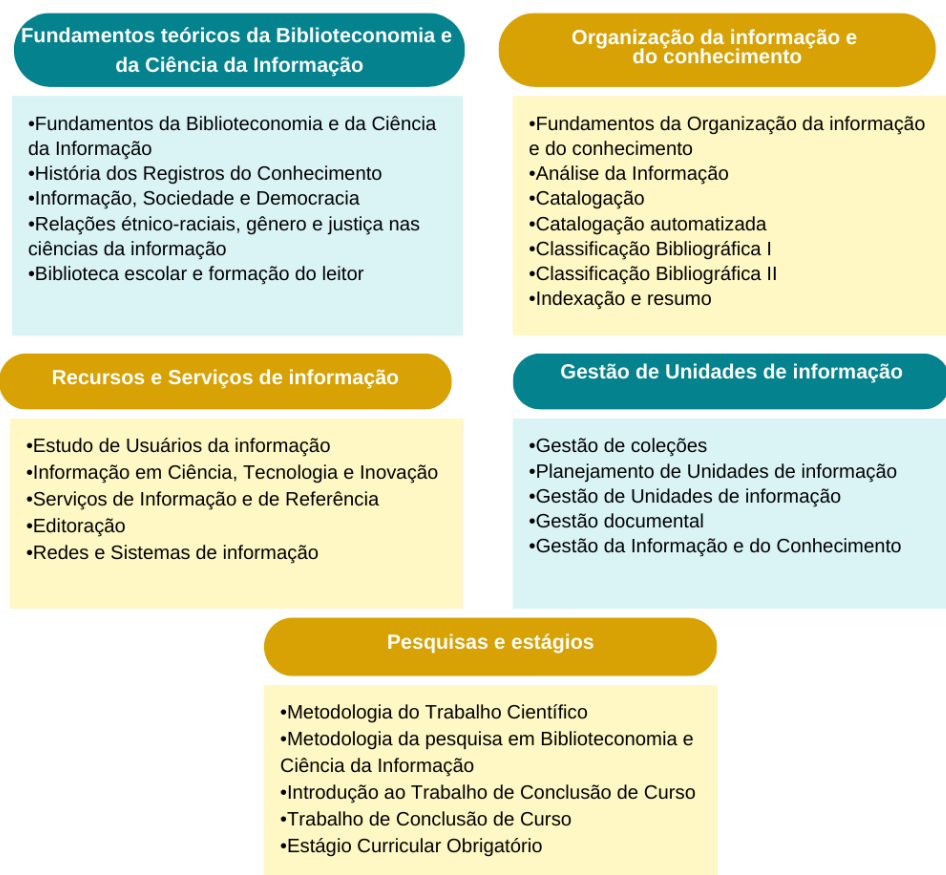 Fundamentos teóricos da Biblioteconomia e
da Ciência da Informação
•Fundamentos da Biblioteconomia e da Ciência
da Informação
•História dos Registros do Conhecimento
•Informação, Sociedade e Democracia
•Relações étnico-raciais, gênero e justiça nas
ciências da informação
•Biblioteca escolar e formação do leitor
Organização da informação e
do conhecimento
•Fundamentos da Organização da informação
e do conhecimento
•Análise da Informação
•Catalogação
•Catalogação automatizada
•Classificação Bibliográfica I
•Classificação Bibliográfica II
•Indexação e resumo
Recursos e Serviços de informação
•Estudo de Usuários da informação
•Informação em Ciência, Tecnologia e Inovação
•Serviços de Informação e de Referência
•Editoração
•Redes e Sistemas de informação
Gestão de Unidades de informação
•Gestão de coleções
•Planejamento de Unidades de informação
•Gestão de Unidades de informação
•Gestão documental
•Gestão da Informação e do Conhecimento
Pesquisas e estágios
•Metodologia do Trabalho Científico
•Metodologia da pesquisa em Biblioteconomia e
Ciência da Informação
•Introdução ao Trabalho de Conclusão de Curso
•Trabalho de Conclusão de Curso
•Estágio Curricular Obrigatório